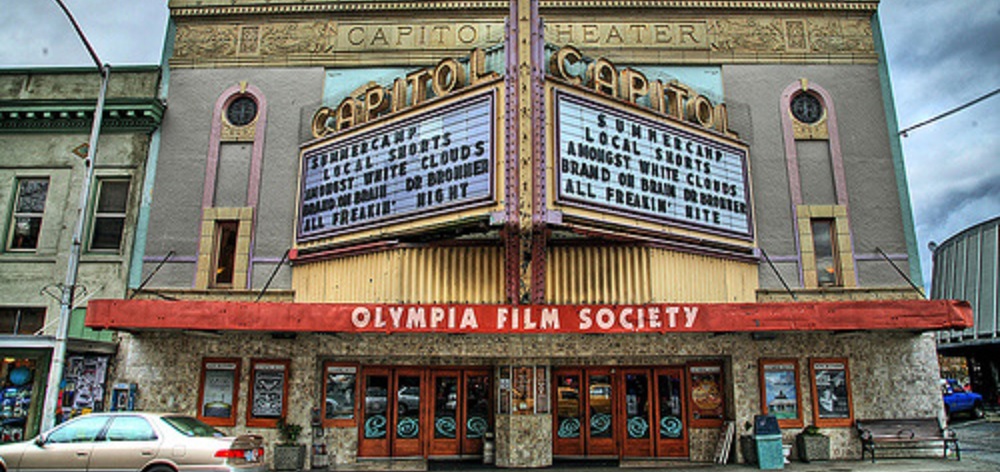 CAPITOL THEATER
CAPITOL
SUMMERCAMP
LOCAL SHORTS
AMONGST WHITE CLOUDS
BRAND ON BRAIN DR BRONNER
ALL FREAKIN' NIGHT
CAPITOL
SUMMERCAMP
LOCAL SHORTS
AMONGST WHITE CLOUDS
BRAND ON BRAIN DR BRONNER
ALL FREAKIN' NITE
OLYMPIA FILM SOCIETY